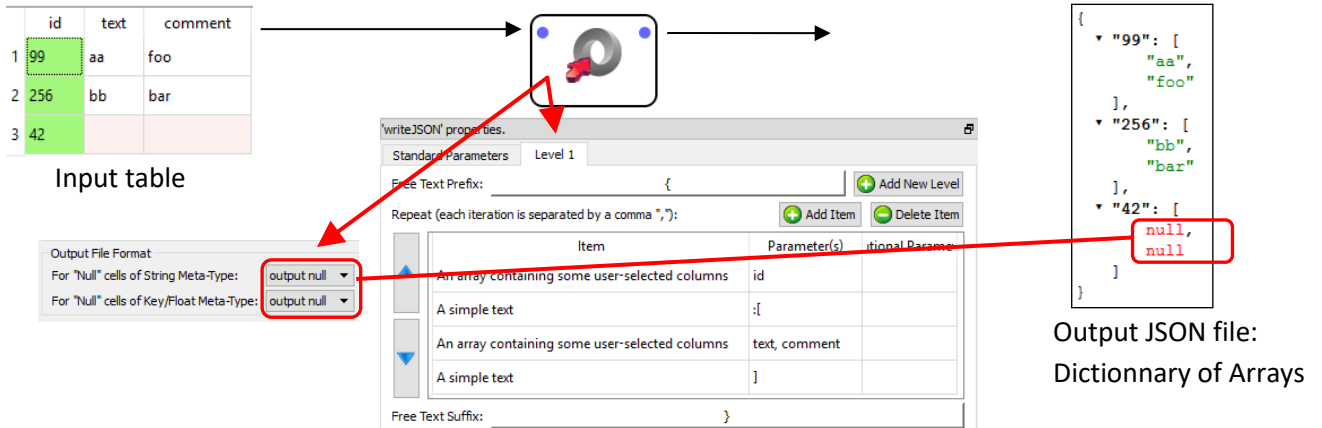 id text comment
1 99 aa foo
2 256 bb bar
3 42
Input table
'writeJSON' properties.
Standard Parameters Level 1
Free Text Prefix: { Add New Level
Repeat (each iteration is separated by a comma ","): Add Item Delete Item
Item Parameter(s)
An array containing some user-selected columns id
A simple text :[
An array containing some user-selected columns text, comment
A simple text ]
Free Text Suffix: }
Output File Format
For "Null" cells of String Meta-Type: output null
For "Null" cells of Key/Float Meta-Type: output null
{
"99": [
"aa",
"foo"
],
"256": [
"bb",
"bar"
],
"42": [
null,
null
]
}
Output JSON file:
Dictionnary of Arrays